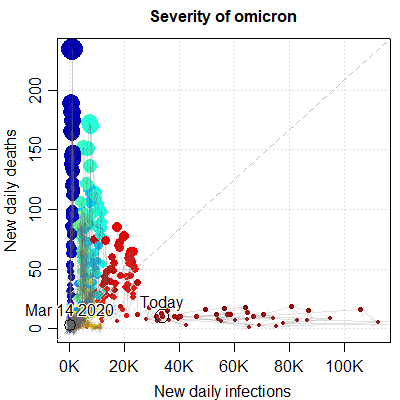 Severity of omicron
New daily deaths
200
150
100
50
0
Mar 14 2020
Today
0K 20K 40K 60K 80K 100K
New daily infections